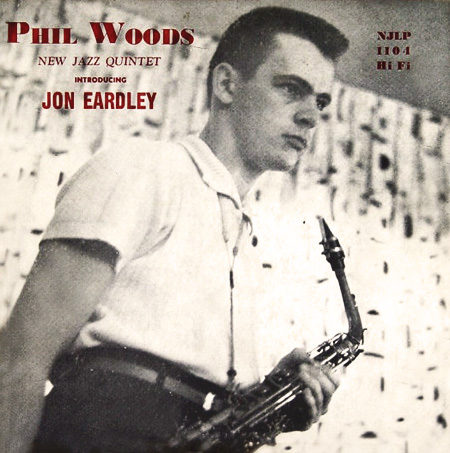 PHIL WOODS
NEW JAZZ QUINTET
INTRODUCING
JON EARDLEY
NJLP
1104
Hi Fi